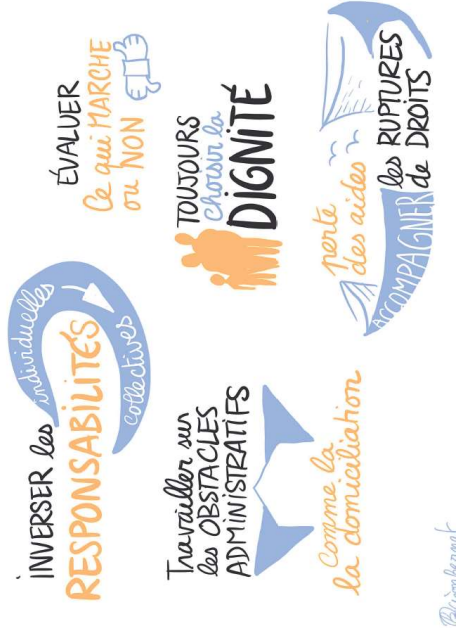 INVERSER les
individuelles
RESPONSABILITÉS
collectives
ÉVALUER
Ce qui MARCHE
ou NON
Travailler sur
les OBSTACLES
ADMINISTRATIFS
Comme la
la domiciliation
TOUJOURS
choisir la
DIGNITÉ
perte
des aides
ACCOMPAGNER
les RUPTURES
de DROITS